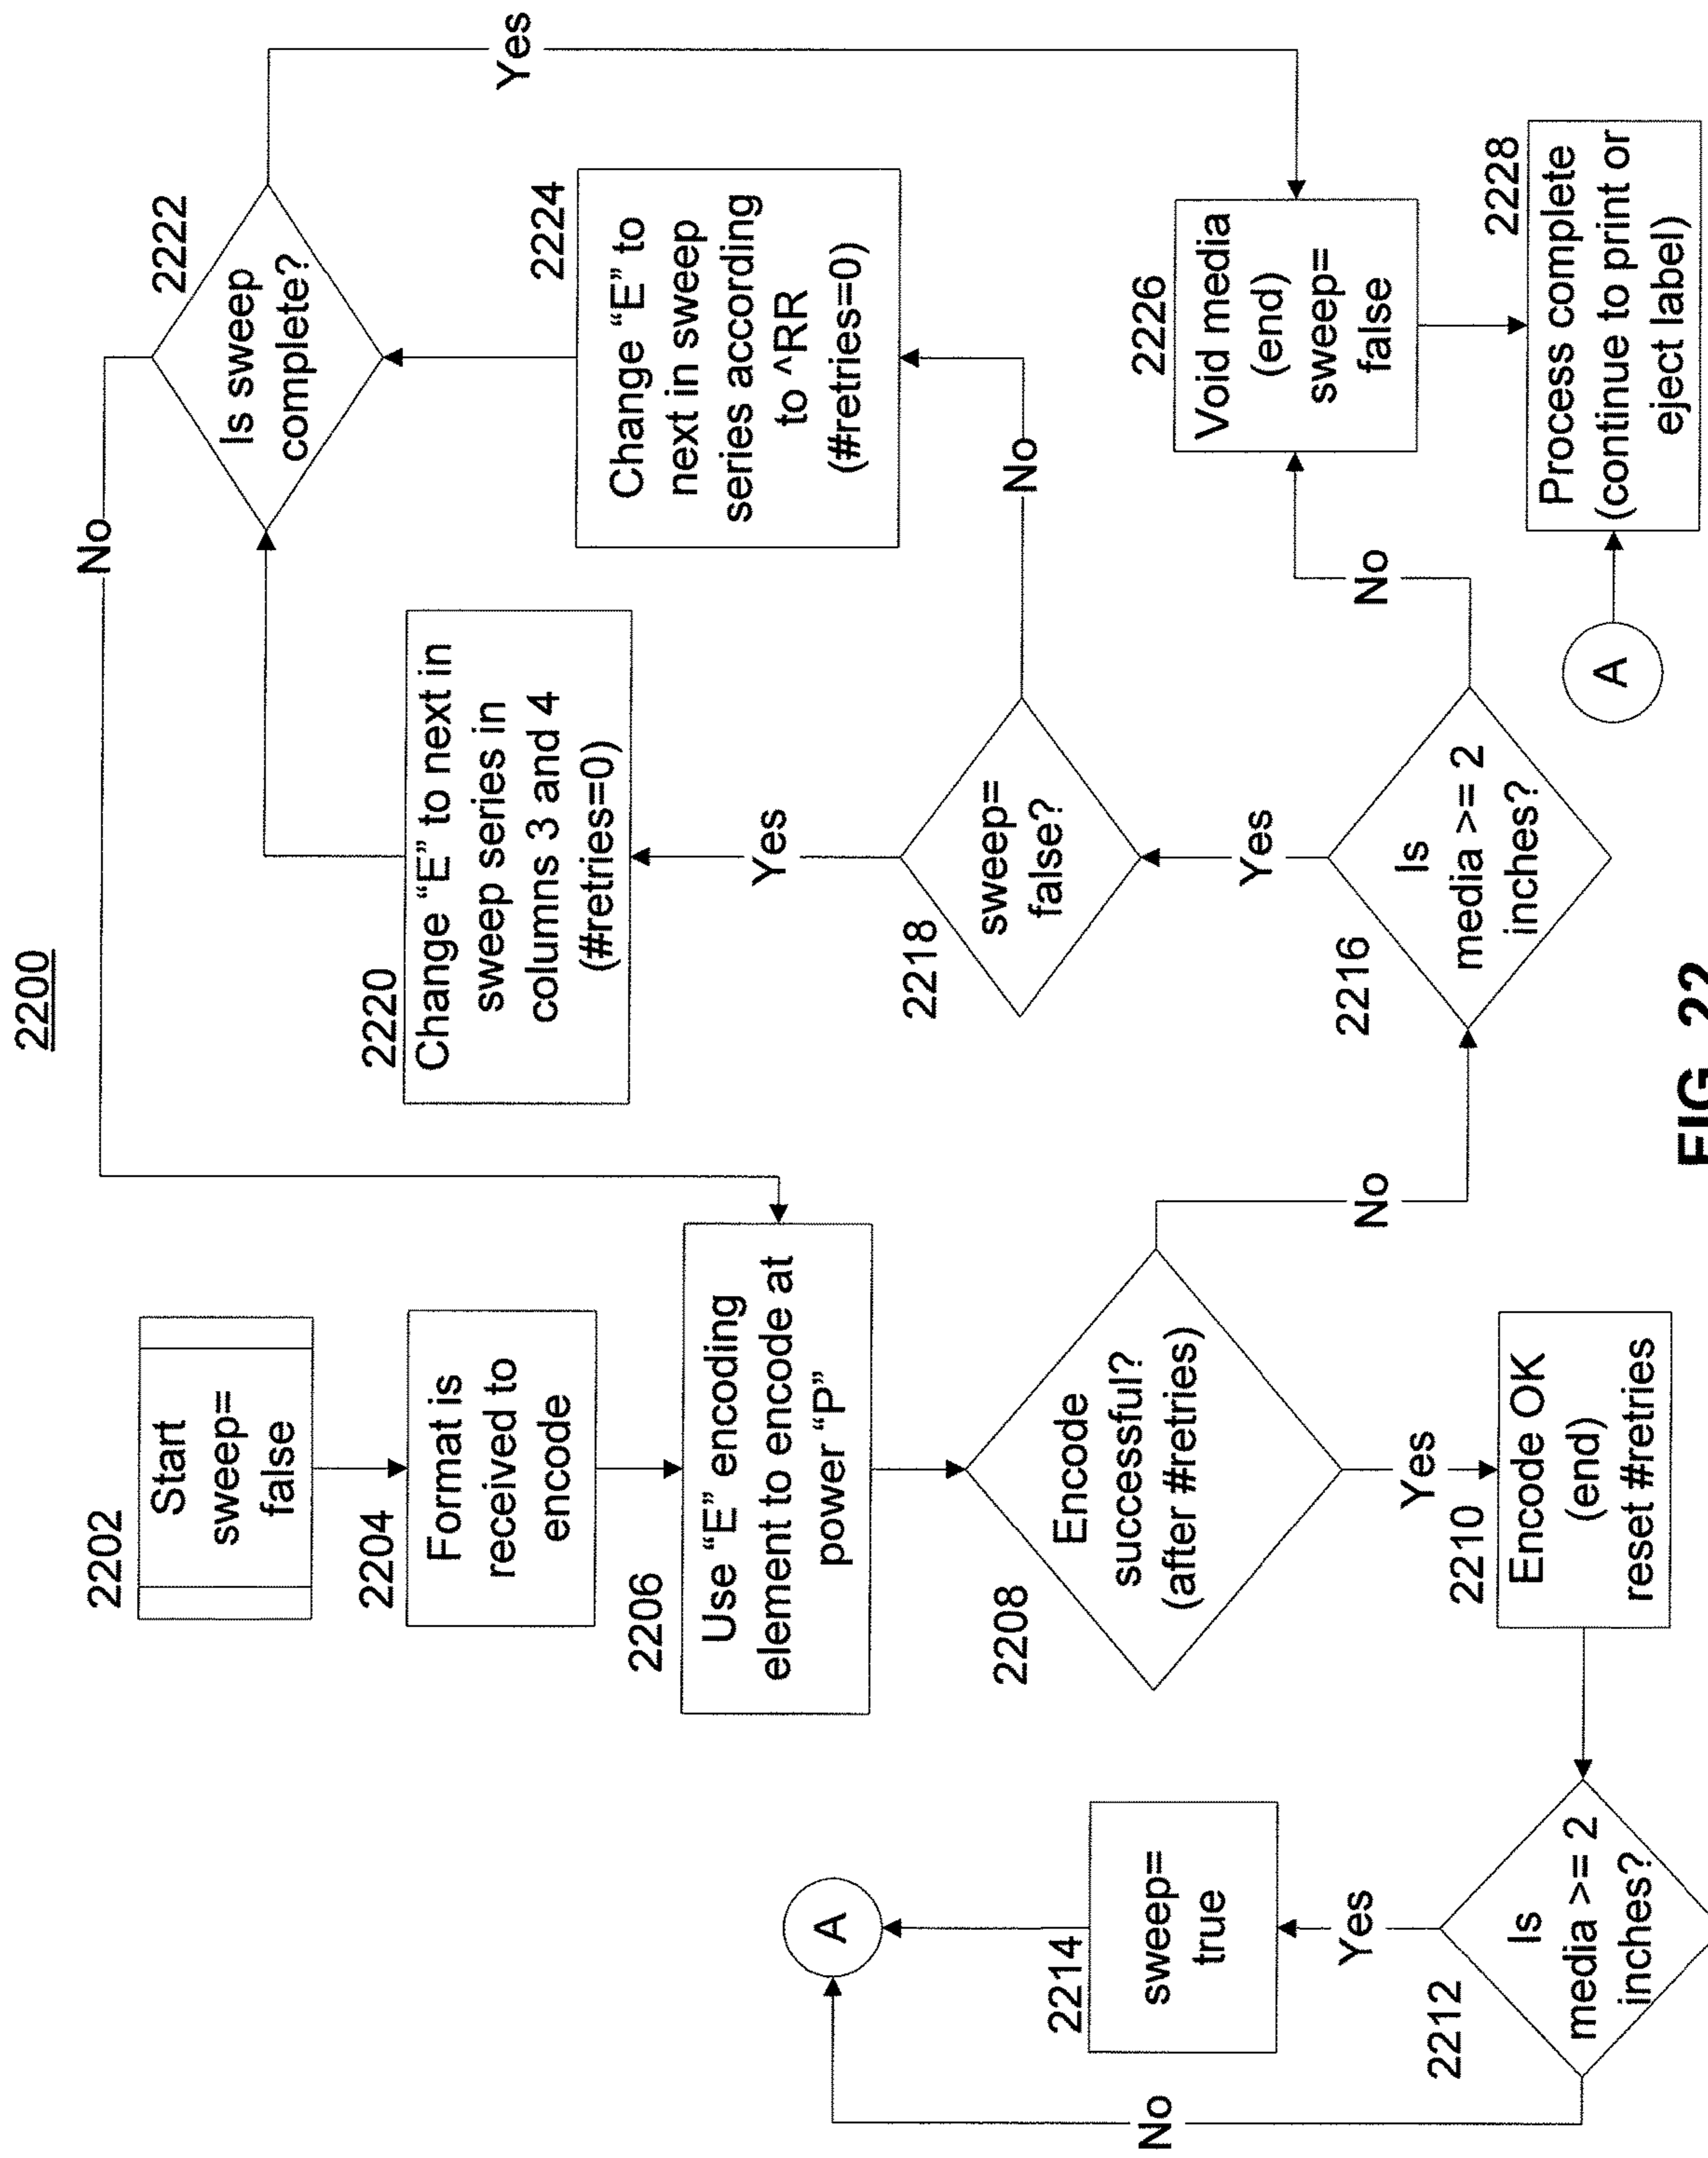 2200
2202
Start
sweep=
false
2204
Format is
received to
encode
2206
Use “E” encoding
element to encode at
power “P”
2208
Encode
successful?
(after #retries)
Yes
No
2210
Encode OK
(end)
reset #retries
2212
Is
media >= 2
inches?
Yes
No
2214
sweep=
true
A
2216
Is
media >= 2
inches?
Yes
No
2218
sweep=
false?
Yes
No
2220
Change “E” to next in
sweep series in
columns 3 and 4
(#retries=0)
2222
Is sweep
complete?
No
Yes
2224
Change “E” to
next in sweep
series according
to ^RR
(#retries=0)
2226
Void media
(end)
sweep=
false
2228
Process complete
(continue to print or
eject label)
A
FIG. 22